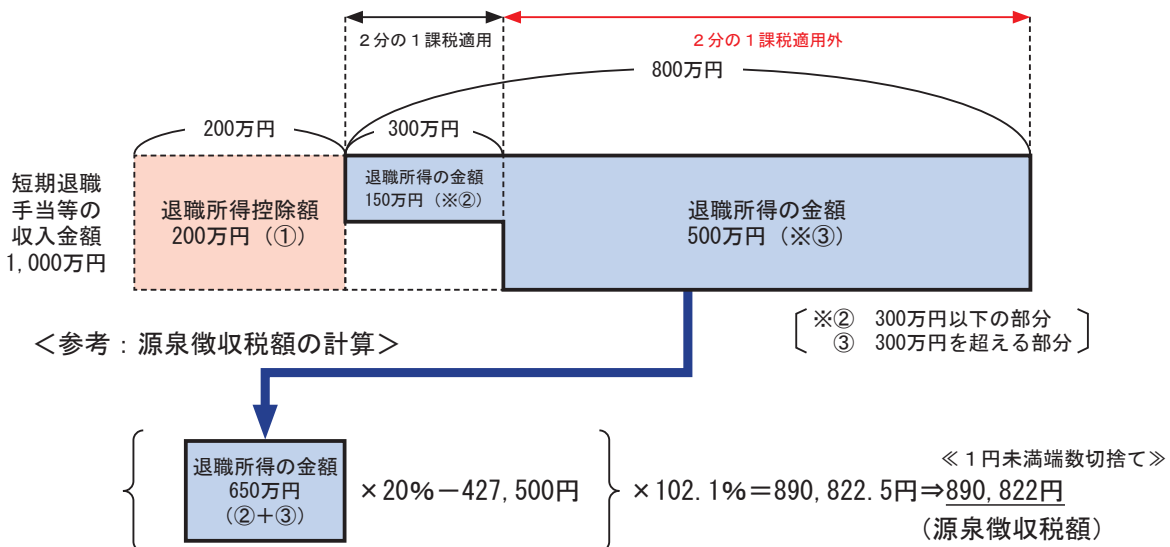 ２分の１課税適用
２分の１課税適用外
800万円
200万円
300万円
短期退職
手当等の
収入金額
1,000万円
退職所得控除額
200万円（①）
退職所得の金額
150万円（※②）
退職所得の金額
500万円（※③）
※②　300万円以下の部分
③　300万円を超える部分
＜参考：源泉徴収税額の計算＞
退職所得の金額
650万円
（②＋③）
×20％－427,500円
×102.1％＝890,822.5円⇒890,822円
≪１円未満端数切捨て≫
（源泉徴収税額）